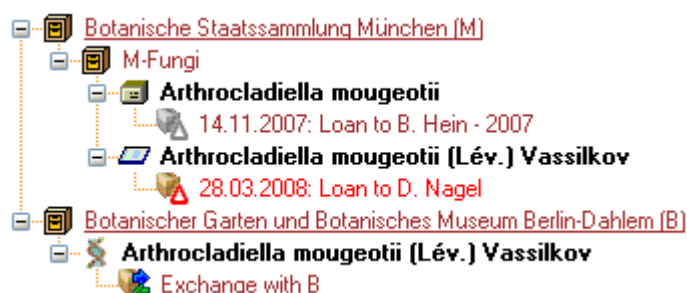 Botanische Staatssammlung München (M)
M-Fungi
Arthrocladiella mougeotii
14.11.2007: Loan to B. Hein - 2007
Arthrocladiella mougeotii (Lév.) Vassilkov
28.03.2008: Loan to D. Nagel
Botanischer Garten und Botanisches Museum Berlin-Dahlem (B)
Arthrocladiella mougeotii (Lév.) Vassilkov
Exchange with B